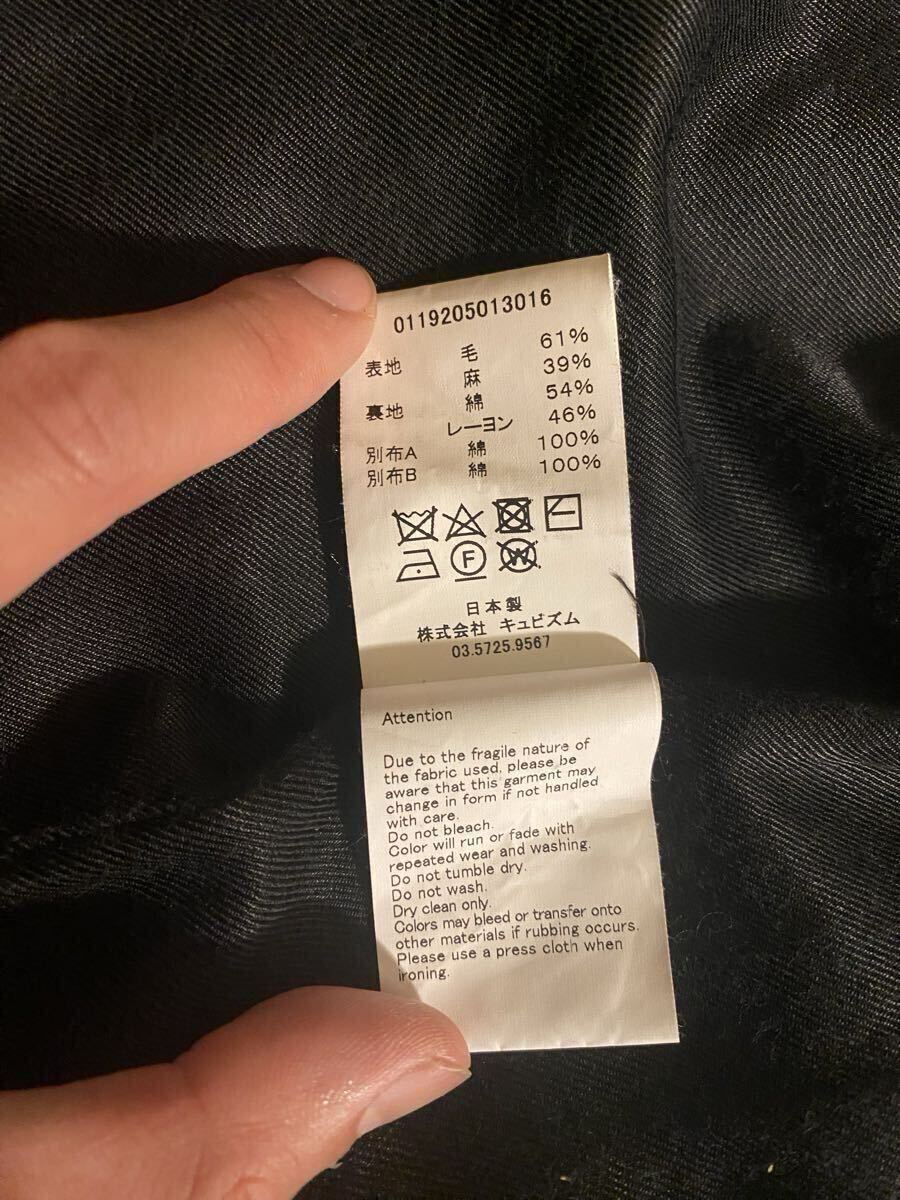 0119205013016
表地 毛 61%
麻 39%
裏地 綿 54%
レーヨン 46%
別布A 綿 100%
別布B 綿 100%
F W
日本製
株式会社 キュビズム
03.5725.9567
Attention
Due to the fragile nature of
the fabric used, please be
aware that this garment may
change in form if not handled
with care.
Do not bleach.
Color will run or fade with
repeated wear and washing.
Do not tumble dry.
Do not wash.
Dry clean only.
Colors may bleed or transfer onto
other materials if rubbing occurs.
Please use a press cloth when
ironing.